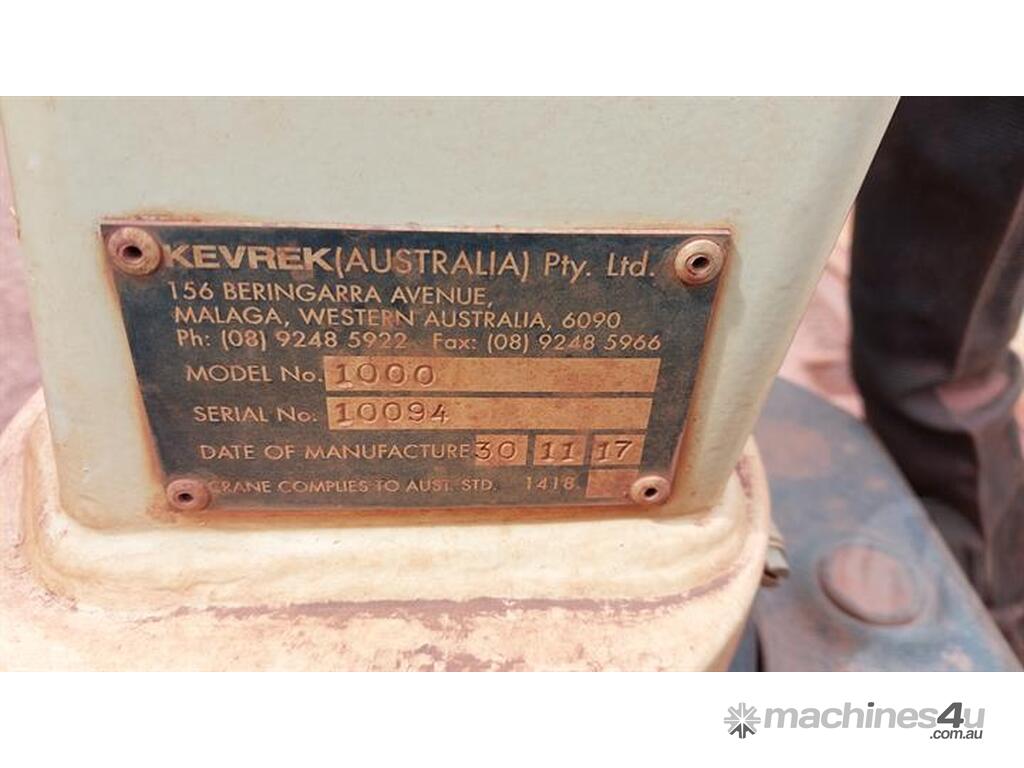 KEVREK (AUSTRALIA) Pty. Ltd.
156 BERINGARRA AVENUE,
MALAGA, WESTERN AUSTRALIA, 6090
Ph: (08) 9248 5922 Fax: (08) 9248 5966
MODEL No. 1000
SERIAL No: 10094
DATE OF MANUFACTURE 30 11 17
CRANE COMPLIES TO AUST. STD. 1418.
machines4u
.com.au